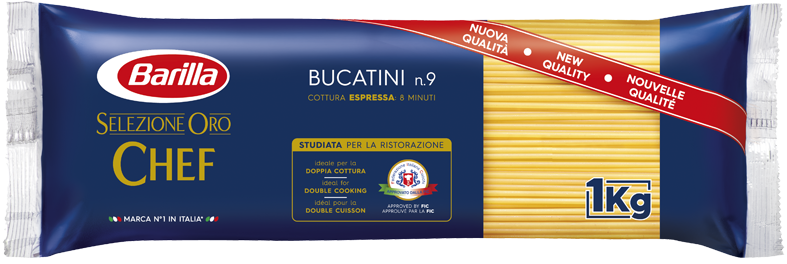 Barilla
SELEZIONE ORO
CHEF
MARCA N°1 IN ITALIA*
BUCATINI n.9
COTTURA ESPRESSA: 8 MINUTI
STUDIATA PER LA RISTORAZIONE
ideale per la
DOPPIA COTTURA
ideal for
DOUBLE COOKING
idéal pour la
DOUBLE CUISSON
APPROVED BY FIC
APPROUVÉ PAR LA FIC
NUOVA
QUALITÀ
NEW
QUALITY
NOUVELLE
QUALITÉ
1Kg